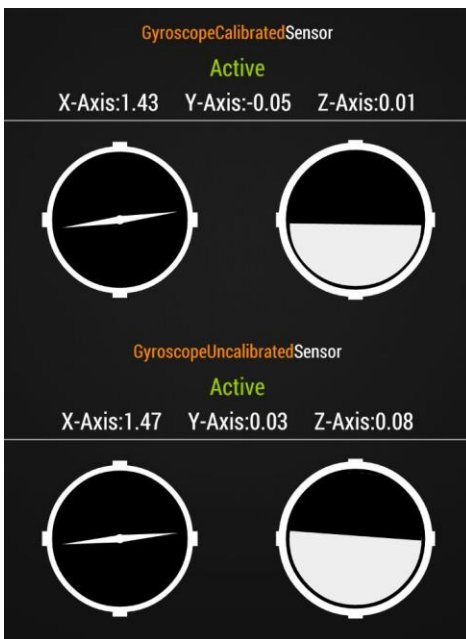 GyroscopeCalibratedSensor
Active
X-Axis:1.43 Y-Axis:-0.05 Z-Axis:0.01
GyroscopeUncalibratedSensor
Active
X-Axis:1.47 Y-Axis:0.03 Z-Axis:0.08